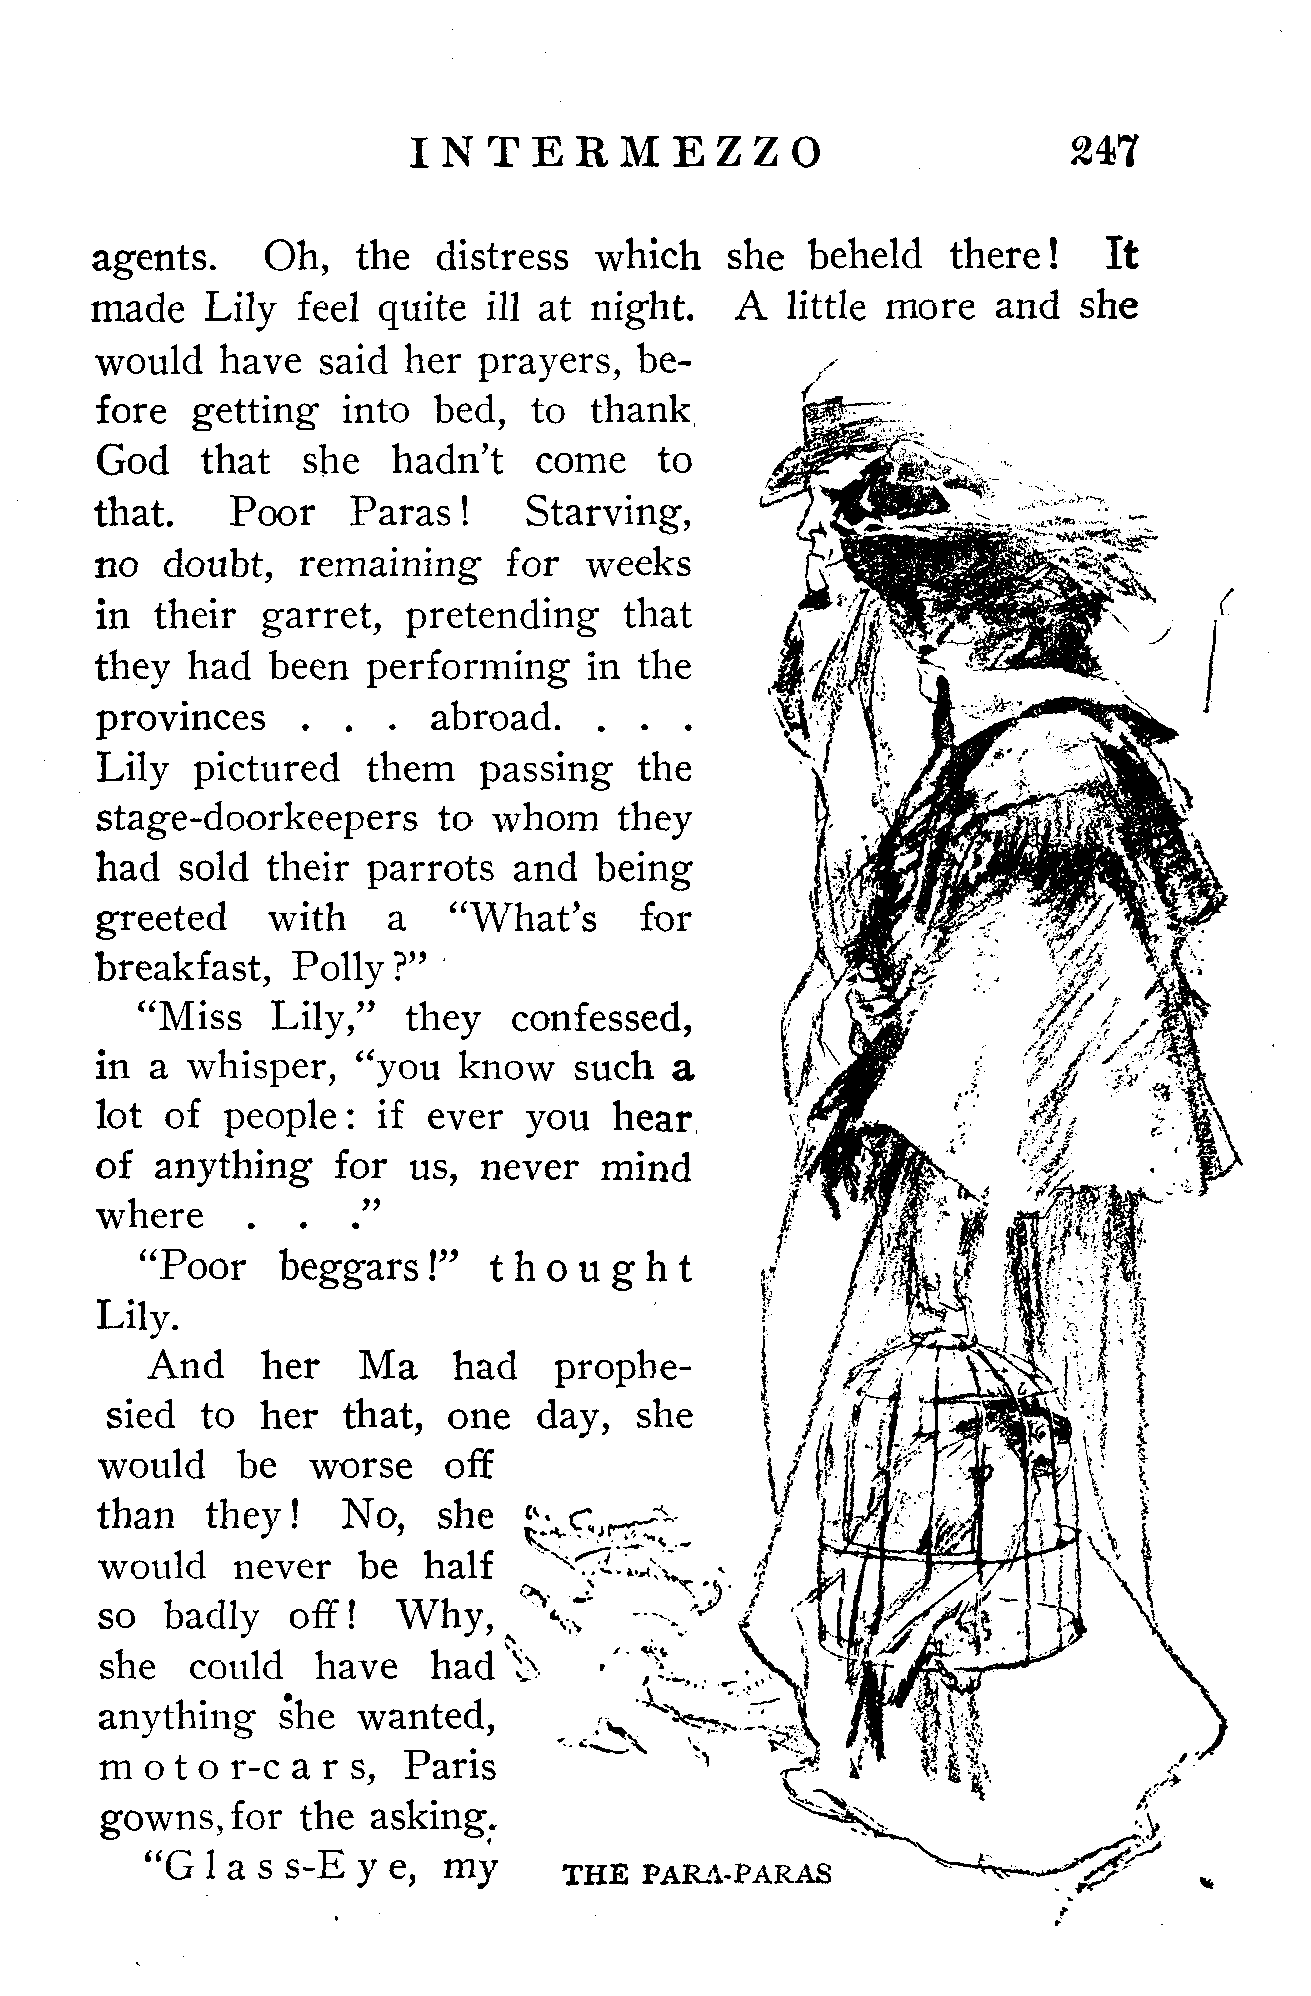 INTERMEZZO 247
agents. Oh, the distress which she beheld there! It
made Lily feel quite ill at night. A little more and she
would have said her prayers, be-
fore getting into bed, to thank
God that she hadn't come to
that. Poor Paras! Starving,
no doubt, remaining for weeks
in their garret, pretending that
they had been performing in the
provinces . . . abroad. . . .
Lily pictured them passing the
stage-doorkeepers to whom they
had sold their parrots and being
greeted with a “What's for
breakfast, Polly?”
“Miss Lily,” they confessed,
in a whisper, “you know such a
lot of people: if ever you hear
of anything for us, never mind
where . . .”
“Poor beggars!” thought
Lily.
And her Ma had prophe-
sied to her that, one day, she
would be worse off
than they! No, she
would never be half
so badly off! Why,
she could have had
anything she wanted,
motor-cars, Paris
gowns, for the asking.
“Glass-Eye, my
THE PARA-PARAS